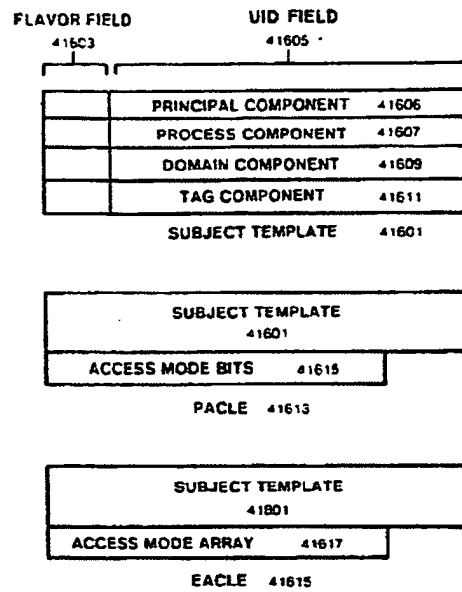 FLAVOR FIELD UID FIELD
41603 41605
PRINCIPAL COMPONENT 41606
PROCESS COMPONENT 41607
DOMAIN COMPONENT 41609
TAG COMPONENT 41611
SUBJECT TEMPLATE 41601
SUBJECT TEMPLATE
41601
ACCESS MODE BITS 41615
PACLE 41613
SUBJECT TEMPLATE
41801
ACCESS MODE ARRAY 41617
EACLE 41615